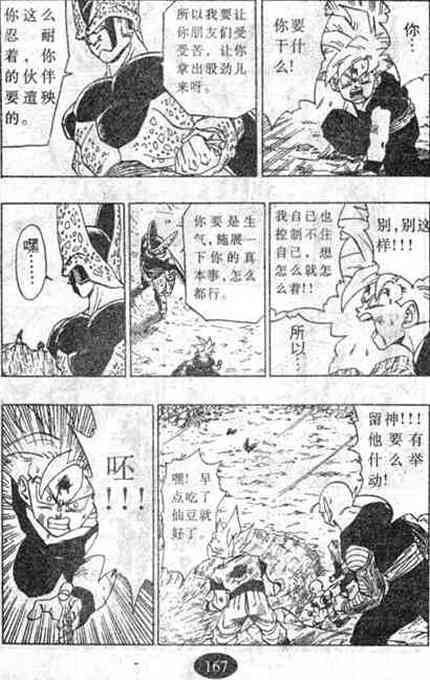 你…
你要
干什
么!
所以我要让
你朋友们受
受苦,让你
拿出股劲儿
来呀。
你这么
忍耐
着,你
的伙伴
要遭殃
的。
别,别这
样!!!
我自己也
控制不住
自己,想
怎么就怎
么着!!
所以…
你要是生
气,施展一
下你的真
本事,怎么
都行。
嘿……
留神!!!
他要有
什么举
动!
嘿!早
点吃了
仙豆就
好了。
呸!!!
167